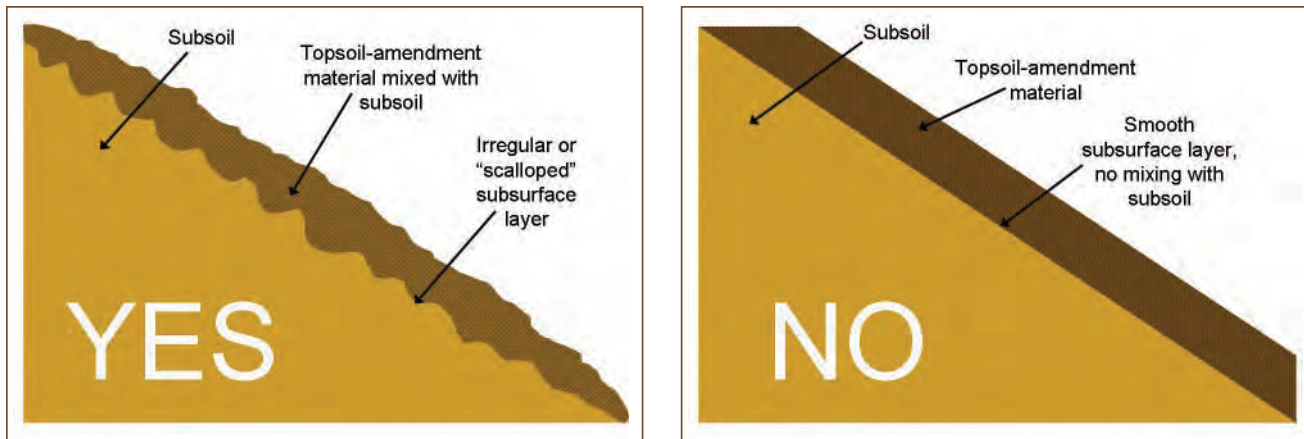 Subsoil
Topsoil-amendment
material mixed with
subsoil
Irregular or
“scalloped”
subsurface
layer
YES
Subsoil
Topsoil-amendment
material
Smooth
subsurface layer,
no mixing with
subsoil
NO